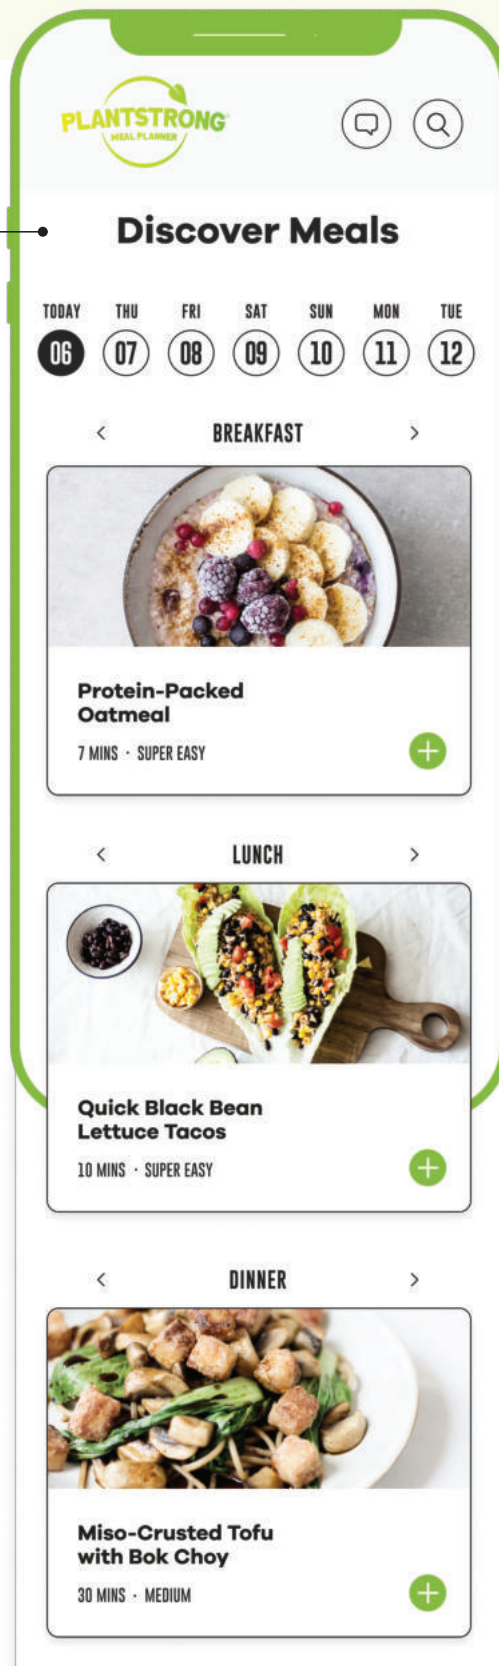 PLANTSTRONG
MEAL PLANNER
Discover Meals
TODAY THU FRI SAT SUN MON TUE
06 07 08 09 10 11 12
BREAKFAST
Protein-Packed
Oatmeal
7 MINS · SUPER EASY
LUNCH
Quick Black Bean
Lettuce Tacos
10 MINS · SUPER EASY
DINNER
Miso-Crusted Tofu
with Bok Choy
30 MINS · MEDIUM